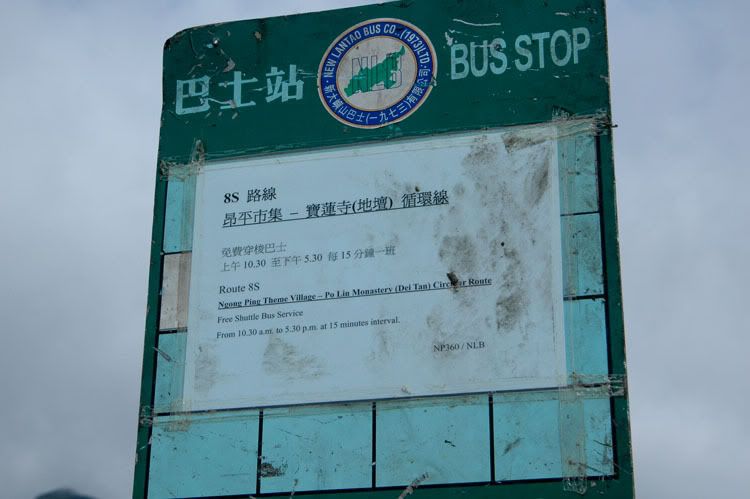 巴士站
NEW LANTAO BUS CO., (1973) LTD.
NLB
新大嶼山巴士(一九七三)有限公司
BUS STOP
8S 路線
昂平市集 – 寶蓮寺(地壇) 循環線
免費穿梭巴士
上午 10.30 至下午 5.30 每 15 分鐘一班
Route 8S
Ngong Ping Theme Village – Po Lin Monastery (Dei Tan) Circular Route
Free Shuttle Bus Service
From 10.30 a.m. to 5.30 p.m. at 15 minutes interval.
NP360 / NLB